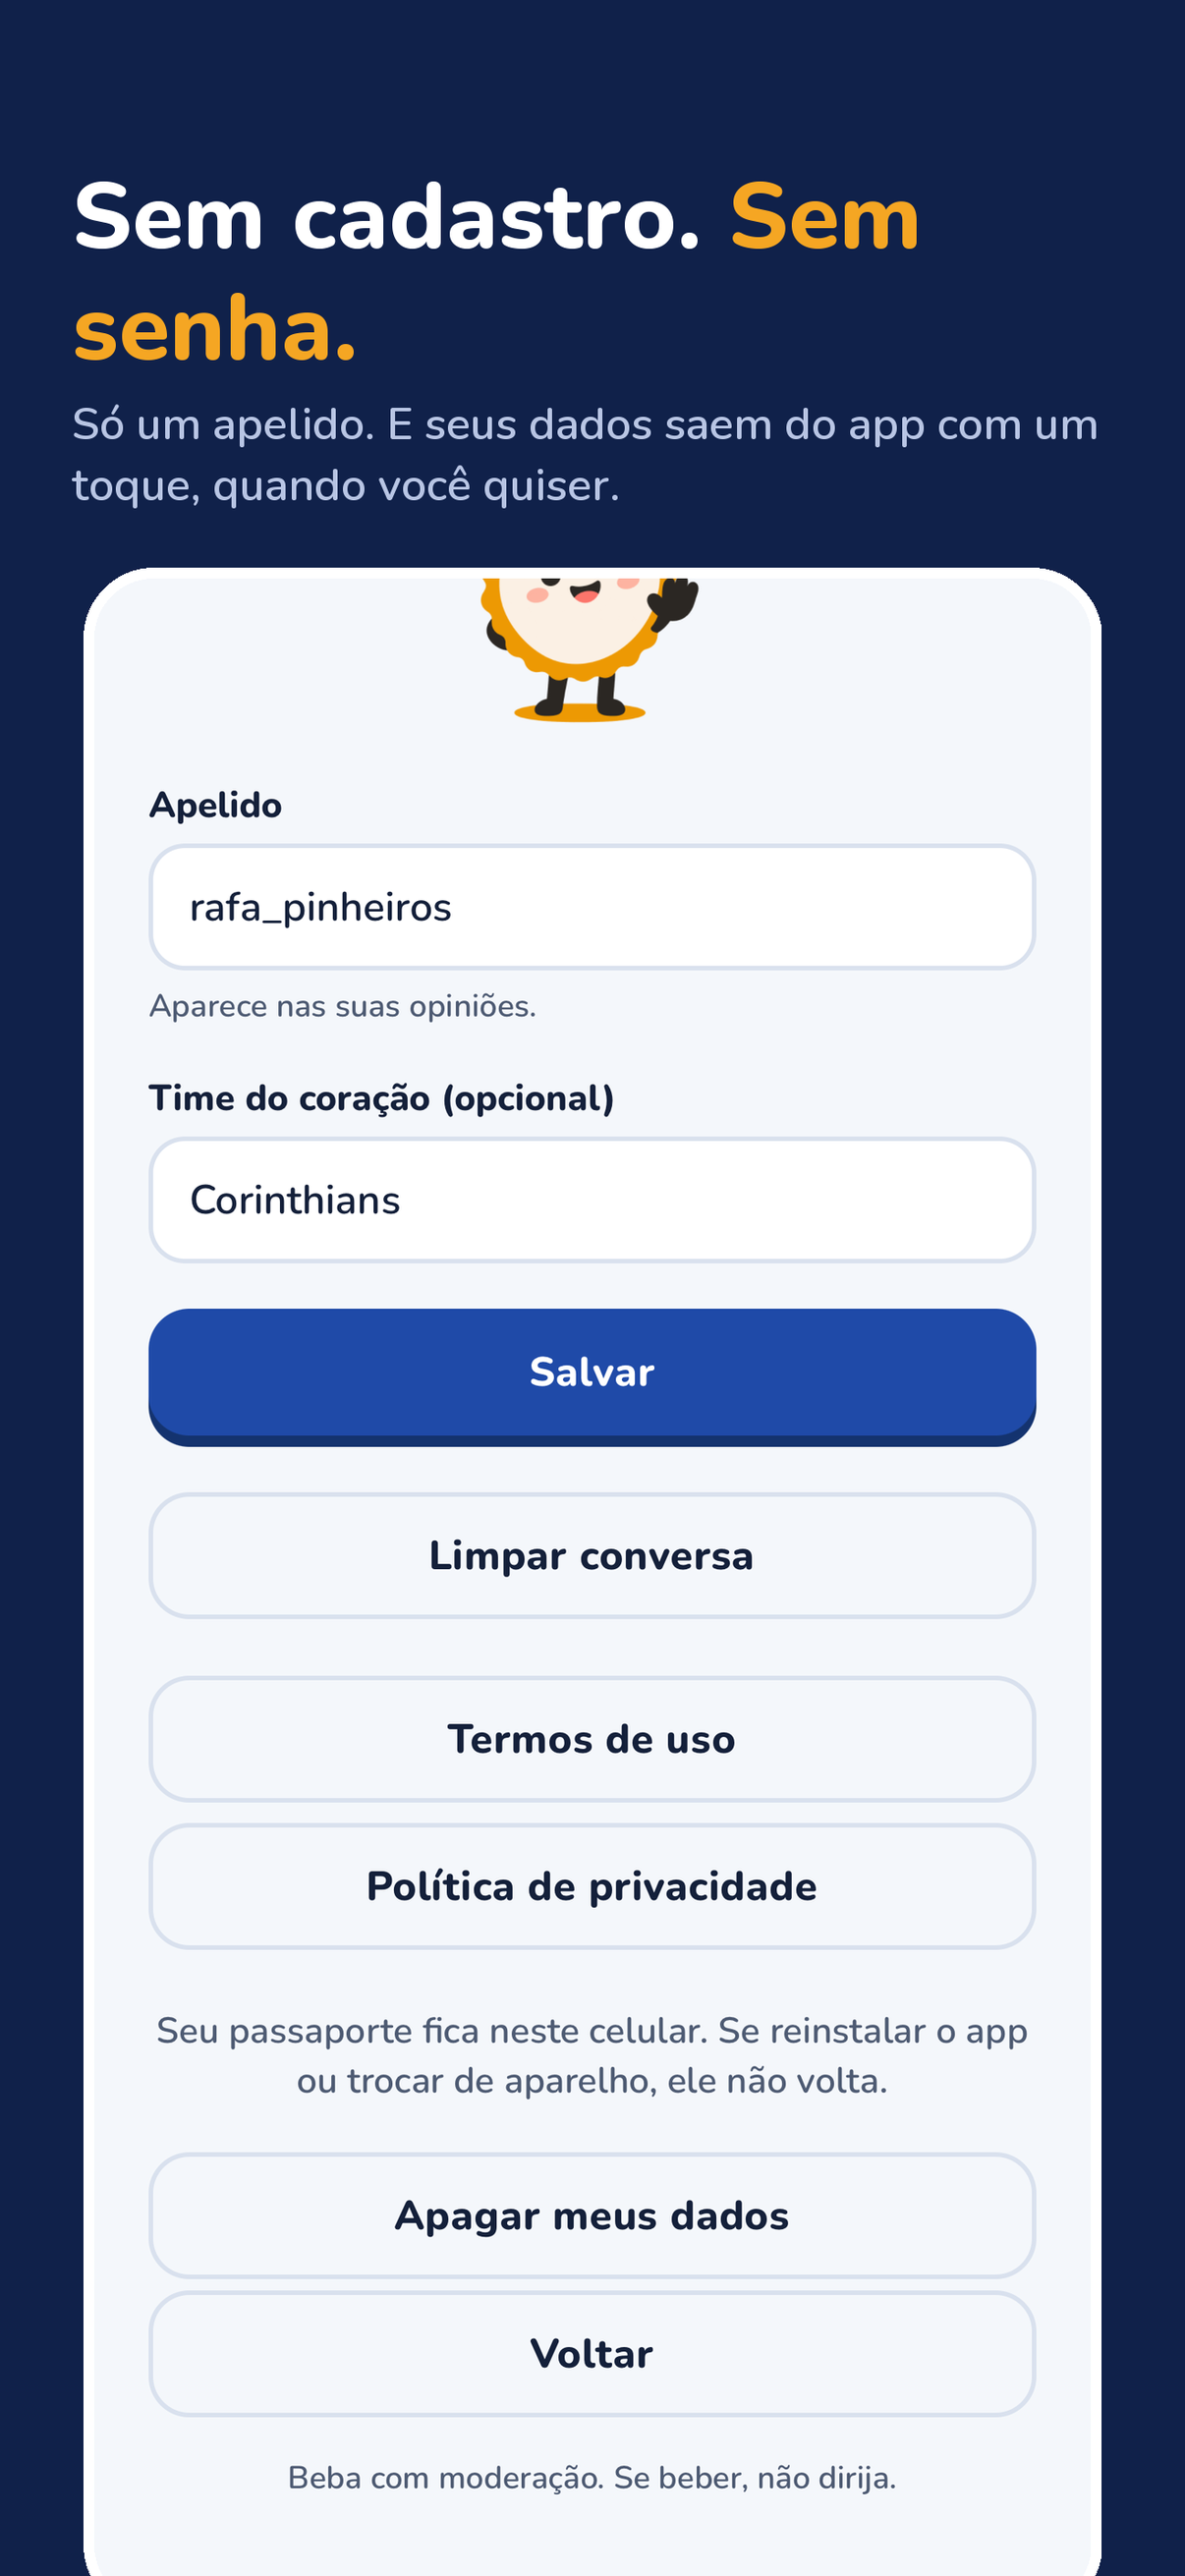 Sem cadastro. Sem
senha.
Só um apelido. E seus dados saem do app com um
toque, quando você quiser.
Apelido
rafa_pinheiros
Aparece nas suas opiniões.
Time do coração (opcional)
Corinthians
Salvar
Limpar conversa
Termos de uso
Política de privacidade
Seu passaporte fica neste celular. Se reinstalar o app
ou trocar de aparelho, ele não volta.
Apagar meus dados
Voltar
Beba com moderação. Se beber, não dirija.